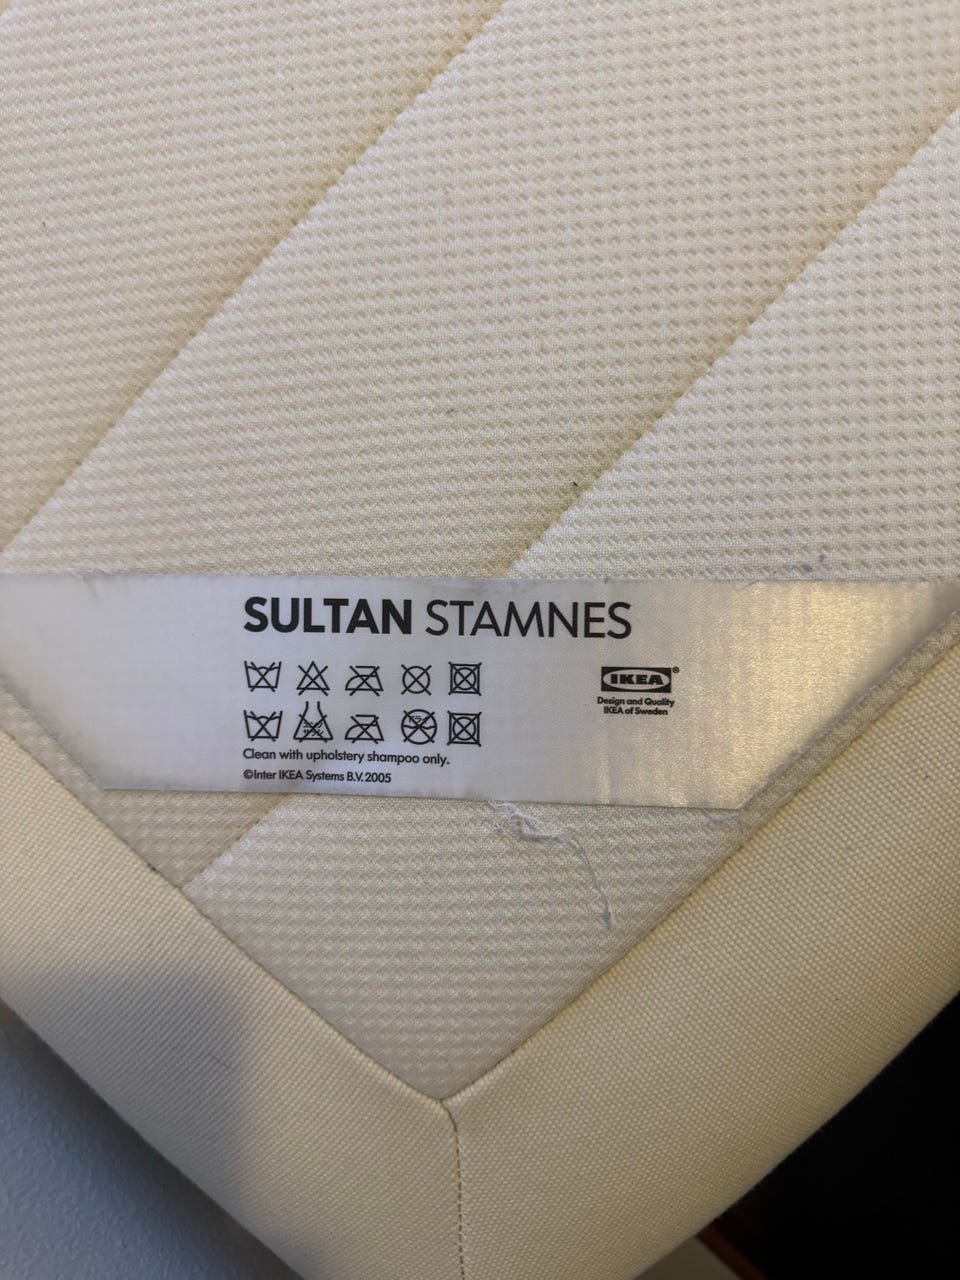 SULTAN STAMNES
IKEA®
Design and Quality
IKEA of Sweden
Clean with upholstery shampoo only.
©Inter IKEA Systems B.V. 2005